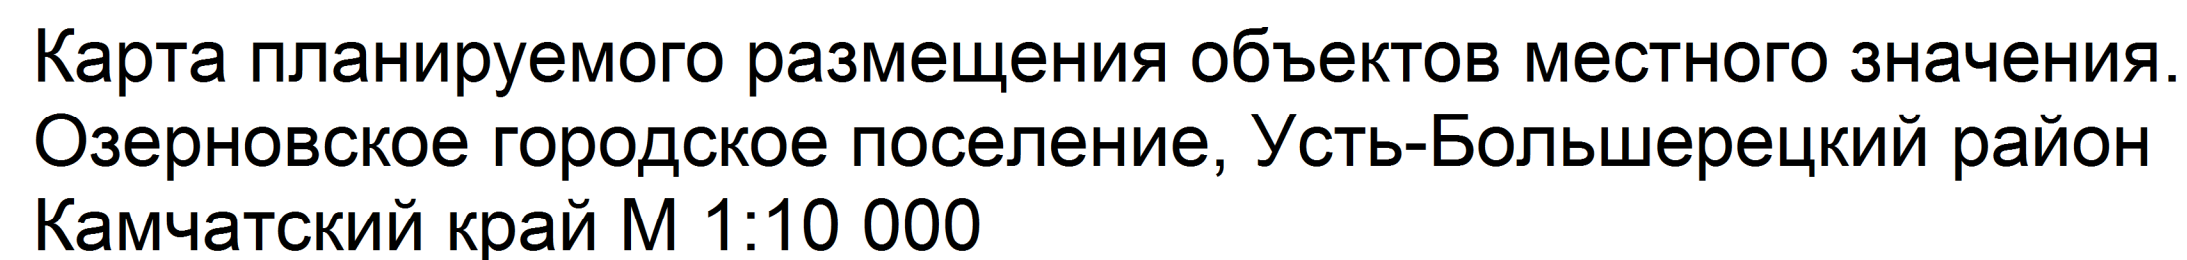 Карта планируемого размещения объектов местного значения.
Озерновское городское поселение, Усть-Большерецкий район
Камчатский край М 1:10 000